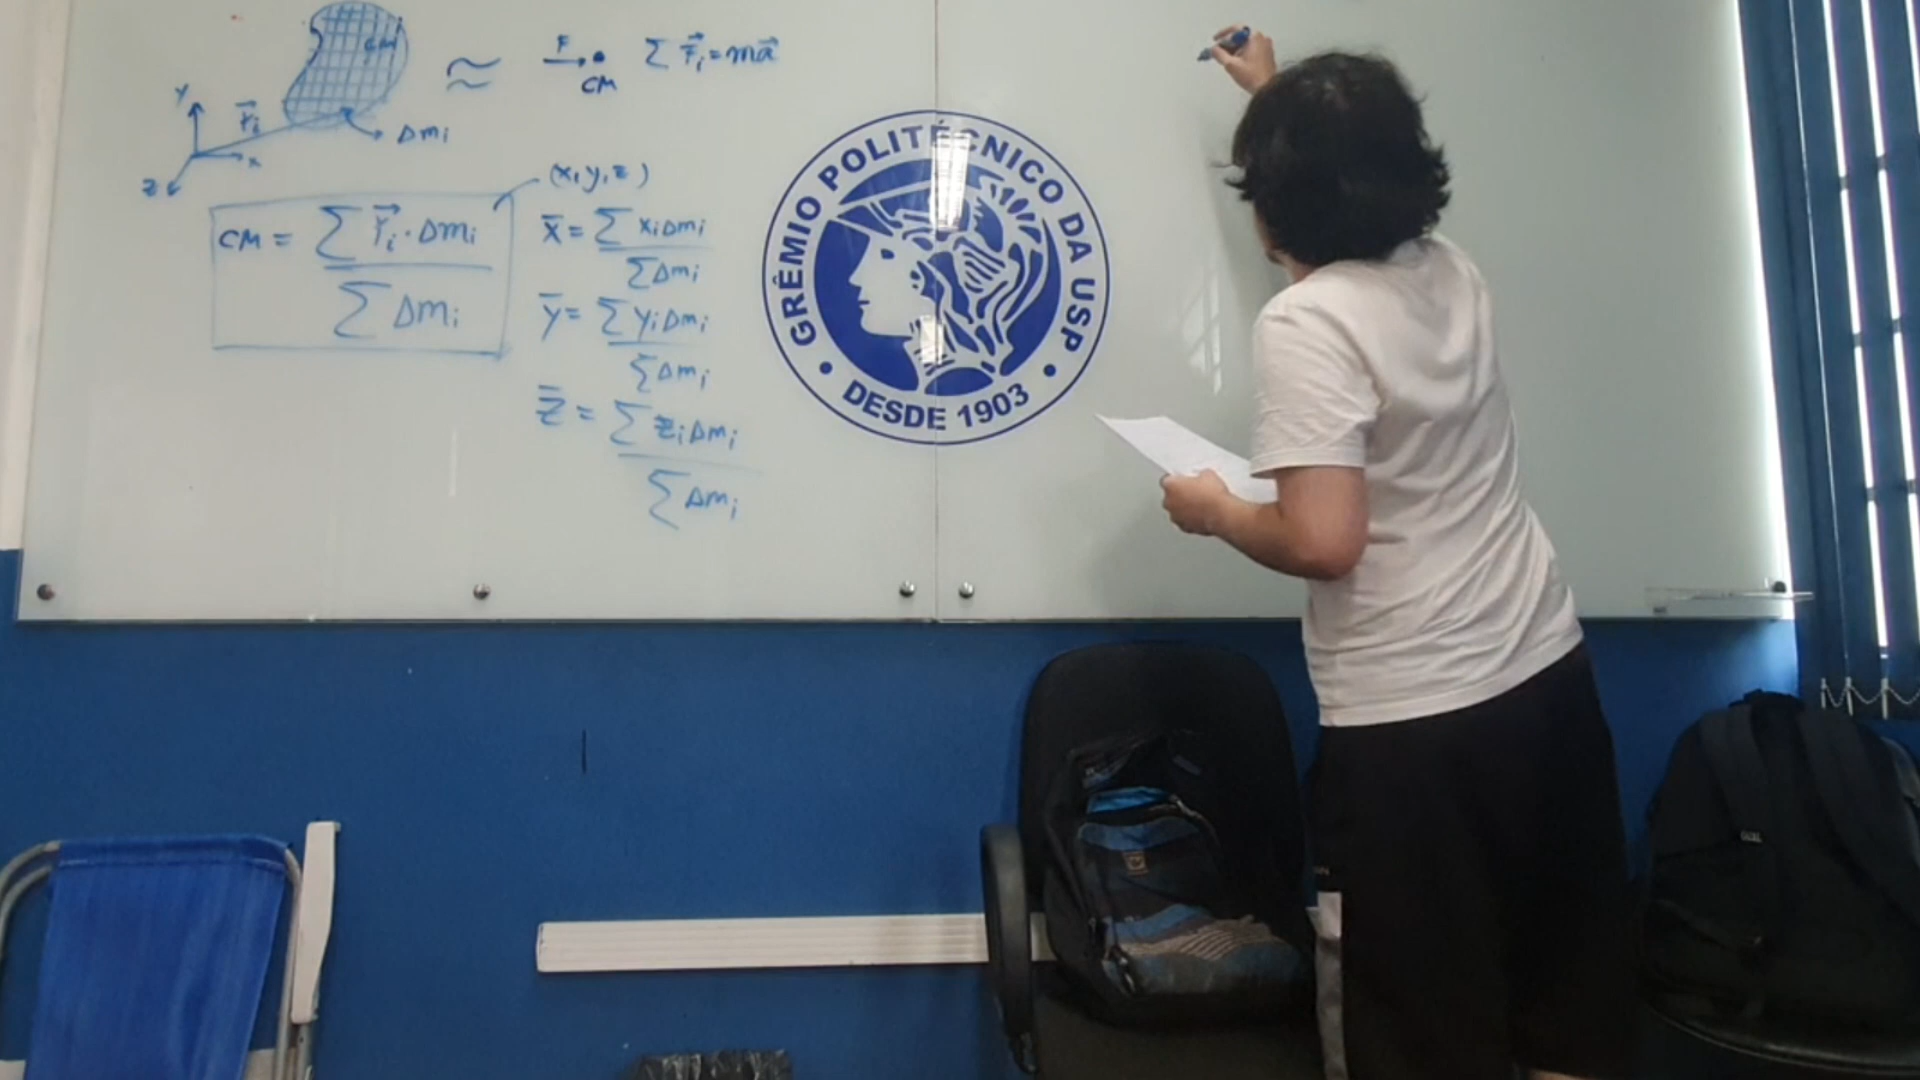 CM
≈
F
CM
Σ F⃗i = ma⃗
y
r⃗i
x
z
Δmi
(x, y, z)
CM = Σ r⃗i · Δmi
Σ Δmi
x̄ = Σ xiΔmi
ΣΔmi
ȳ = Σ yiΔmi
ΣΔmi
z̄ = Σ ziΔmi
Σ Δmi
GRÊMIO POLITÉCNICO DA USP
• DESDE 1903 •